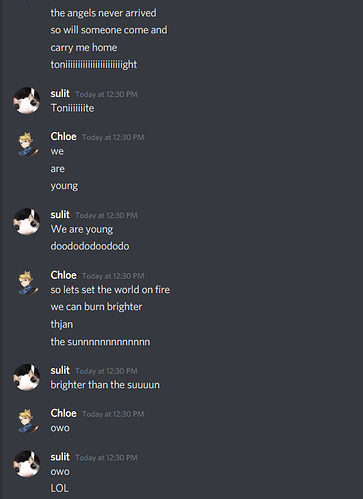 the angels never arrived
so will someone come and
carry me home
toniiiiiiiiiiiiiiiiiiiiiiight
sulit Today at 12:30 PM
Toniiiiiiite
Chloe Today at 12:30 PM
we
are
young
sulit Today at 12:30 PM
We are young
doodododoododo
Chloe Today at 12:30 PM
so lets set the world on fire
we can burn brighter
thjan
the sunnnnnnnnnnnnn
sulit Today at 12:30 PM
brighter than the suuuun
Chloe Today at 12:30 PM
owo
sulit Today at 12:30 PM
owo
LOL